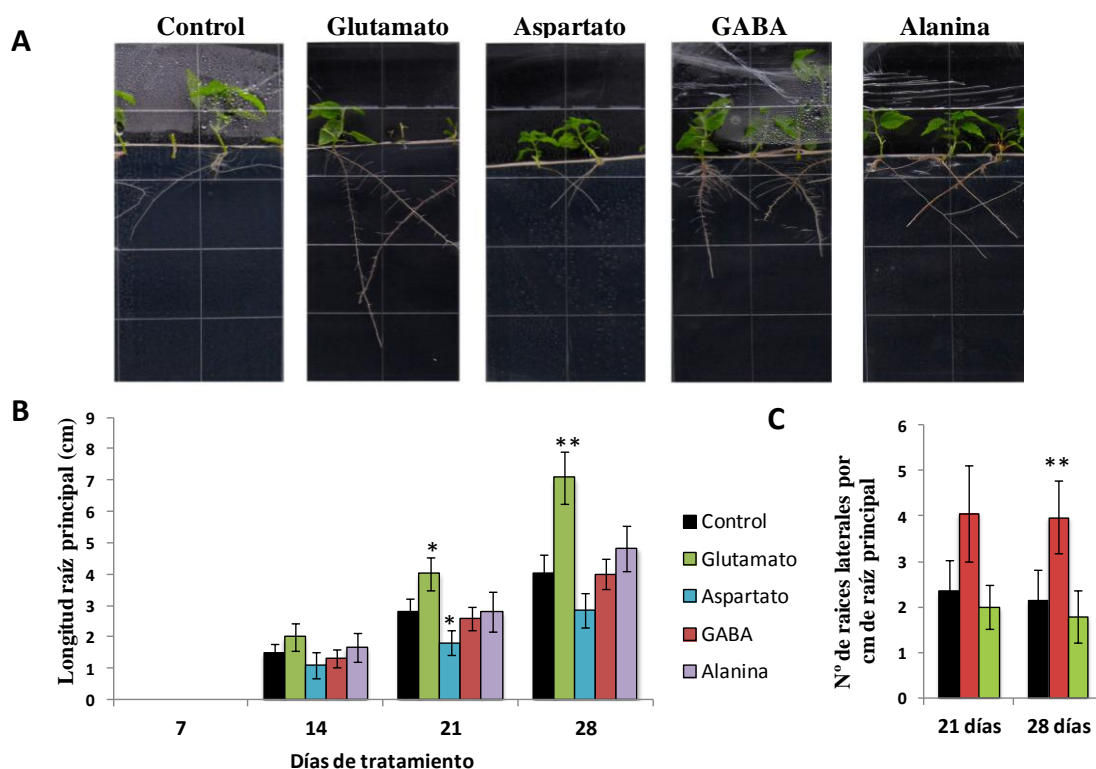 A
Control Glutamato Aspartato GABA Alanina
B
Longitud raíz principal (cm)
9
8
7
6
5
4
3
2
1
0
* * ** 
7 14 21 28
Días de tratamiento
Control
Glutamato
Aspartato
GABA
Alanina
C
Nº de raices laterales por
cm de raíz principal
6
5
4
3
2
1
0
**
21 días 28 días